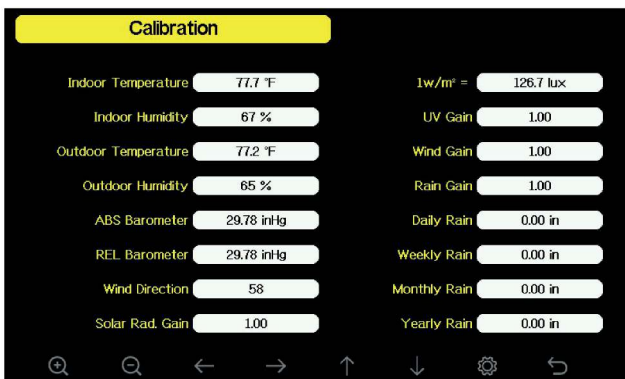 Calibration
Indoor Temperature 77.7 °F
Indoor Humidity 67 %
Outdoor Temperature 77.2 °F
Outdoor Humidity 65 %
ABS Barometer 29.78 inHg
REL Barometer 29.78 inHg
Wind Direction 58
Solar Rad. Gain 1.00
1w/m² = 126.7 lux
UV Gain 1.00
Wind Gain 1.00
Rain Gain 1.00
Daily Rain 0.00 in
Weekly Rain 0.00 in
Monthly Rain 0.00 in
Yearly Rain 0.00 in